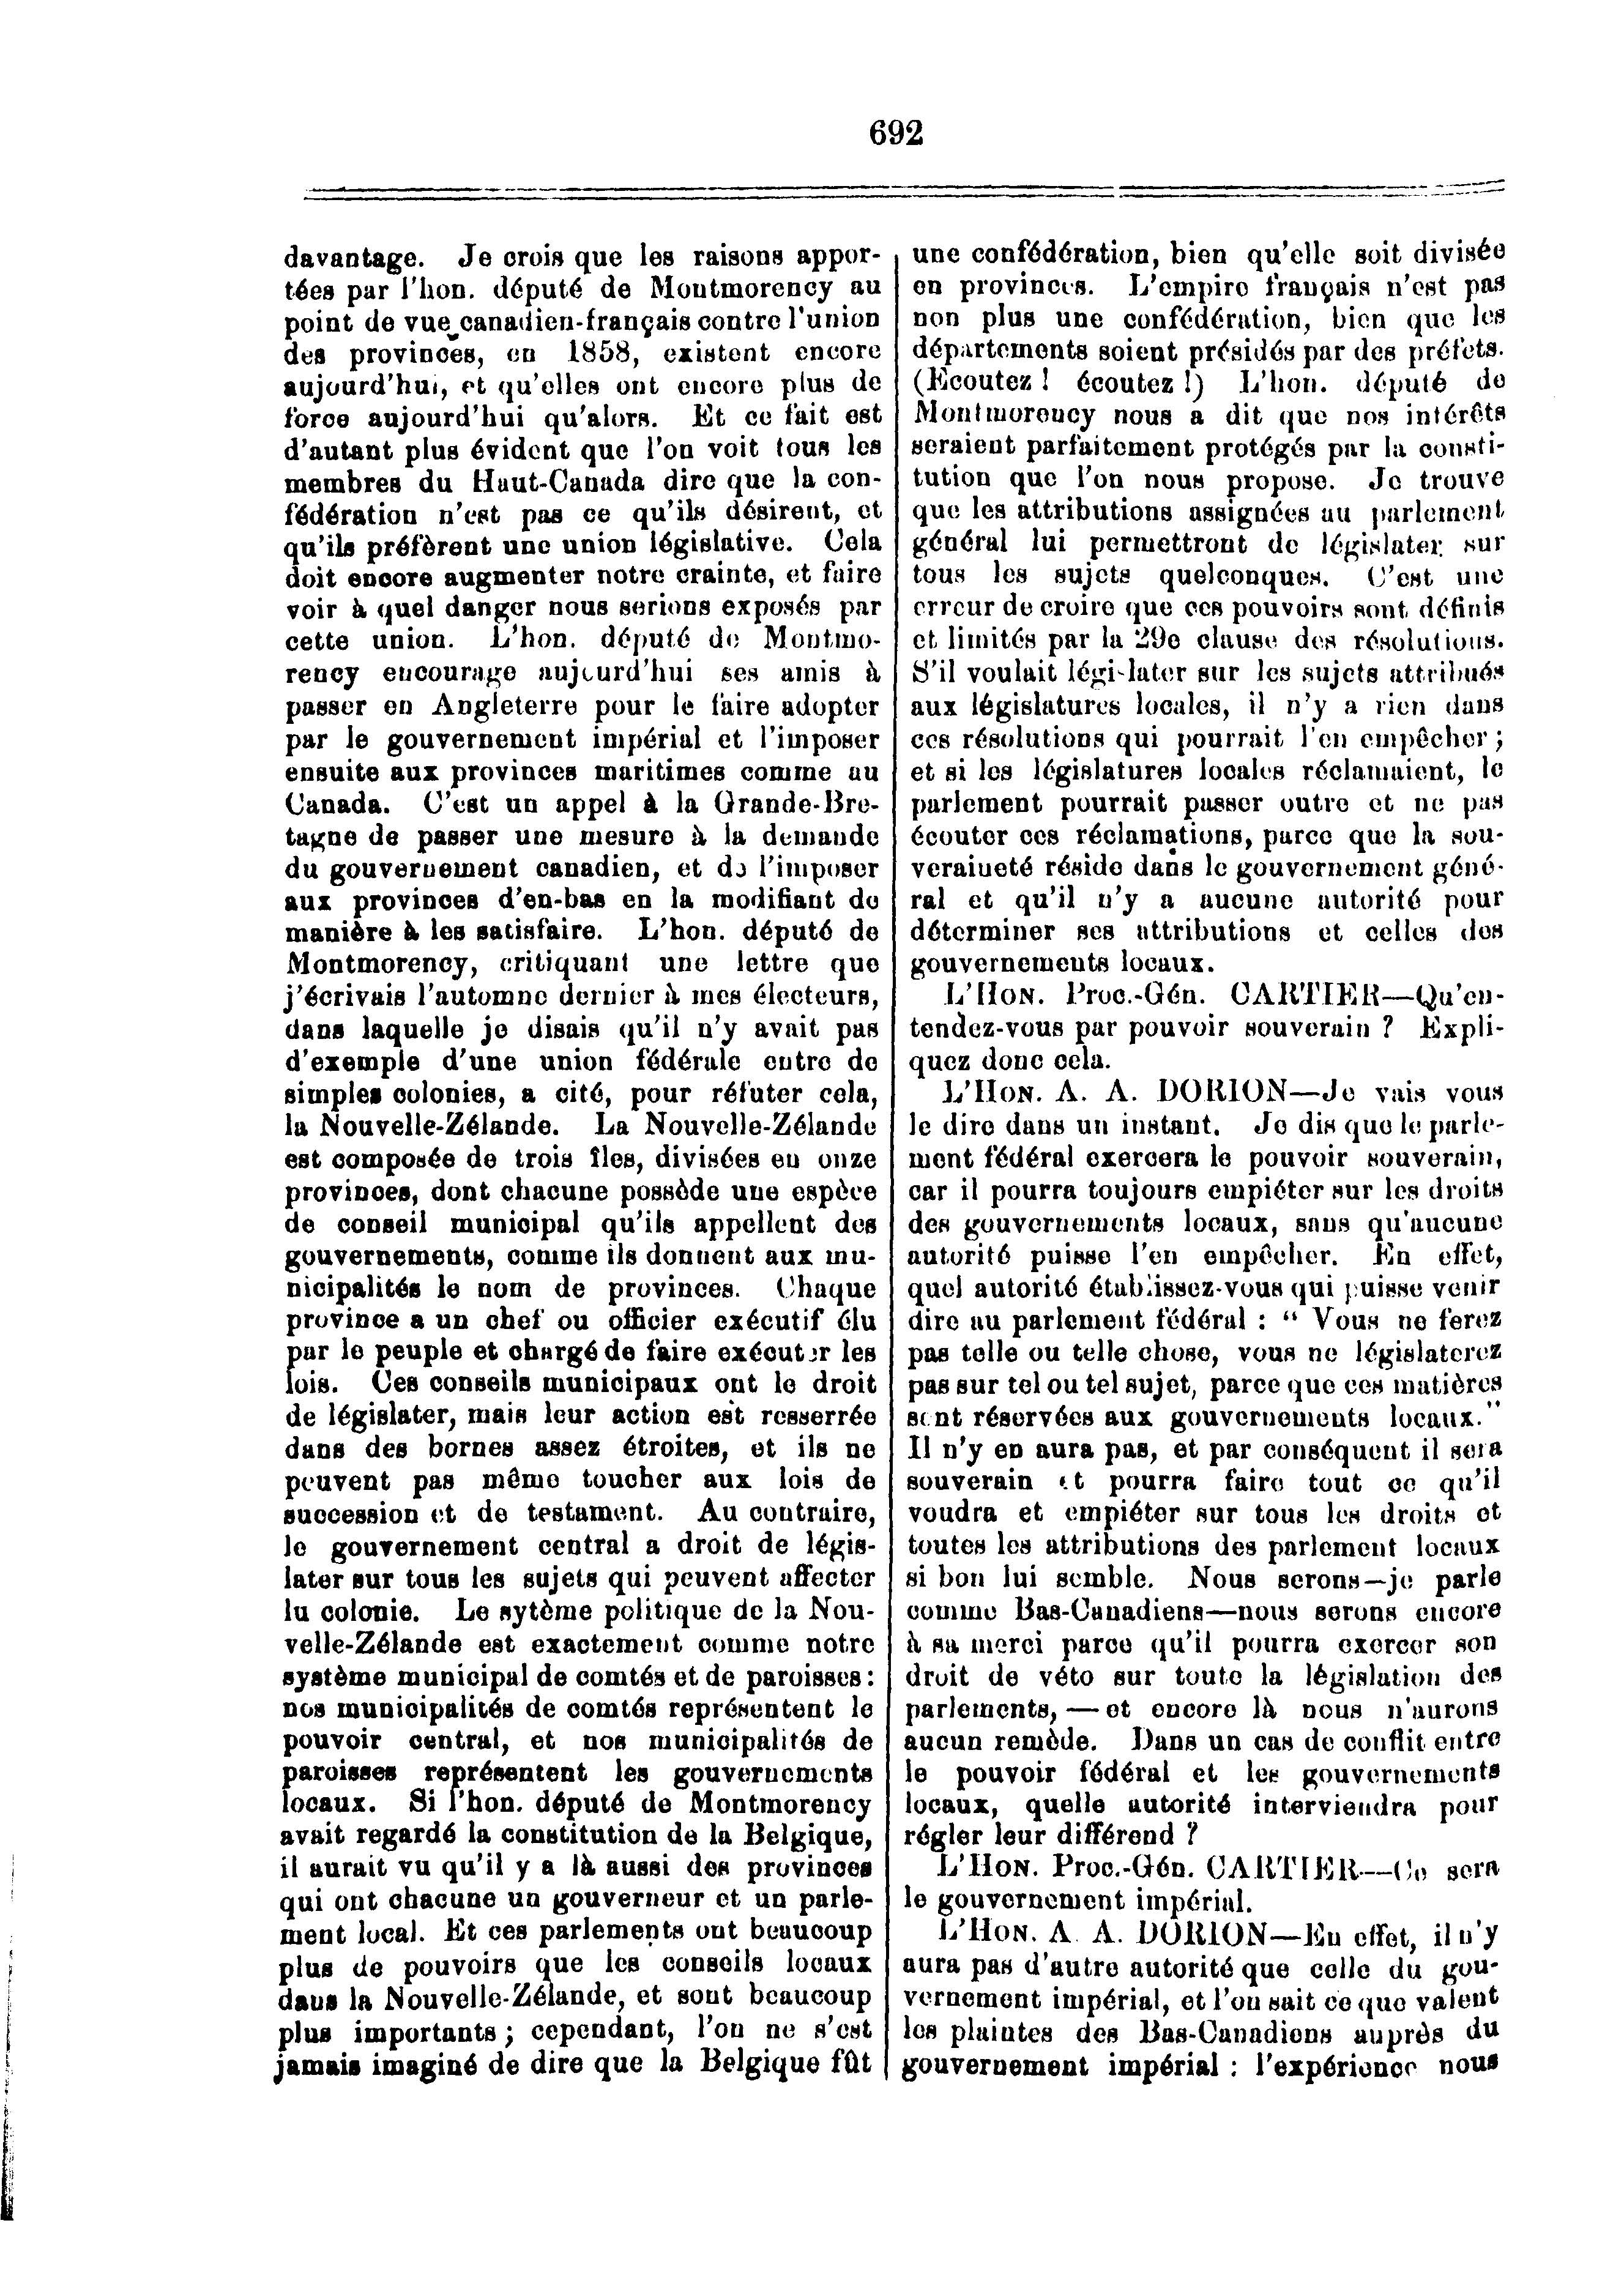 692
davantage. Je crois que les raisons appor-
tées par l'hon. député de Montmorency au
point de vue canadien-français contre l'union
des provinces, en 1858, existent encore
aujourd'hui, et qu'elles ont encore plus de
force aujourd'hui qu'alors. Et ce fait est
d'autant plus évident que l'on voit tous les
membres du Haut-Canada dire que la con-
fédération n'est pas ce qu'ils désirent, et
qu'ils préfèrent une union législative. Cela
doit encore augmenter notre crainte, et faire
voir à quel danger nous serions exposés par
cette union. L'hon. député de Montmo-
rency encourage aujourd'hui ses amis à
passer en Angleterre pour le faire adopter
par le gouvernement impérial et l'imposer
ensuite aux provinces maritimes comme au
Canada. C'est un appel à la Grande-Bre-
tagne de passer une mesure à la demande
du gouvernement canadien, et de l'imposer
aux provinces d'en-bas en la modifiant de
manière à les satisfaire. L'hon. député de
Montmorency, critiquant une lettre que
j'écrivais l'automne dernier à mes électeurs,
dans laquelle je disais qu'il n'y avait pas
d'exemple d'une union fédérale entre de
simples colonies, a cité, pour réfuter cela,
la Nouvelle-Zélande. La Nouvelle-Zélande
est composée de trois îles, divisées en onze
provinces, dont chacune possède une espèce
de conseil municipal qu'ils appellent des
gouvernements, comme ils donnent aux mu-
nicipalités le nom de provinces. Chaque
province a un chef ou officier exécutif élu
par le peuple et chargé de faire exécuter les
lois. Ces conseils municipaux ont le droit
de législater, mais leur action est resserrée
dans des bornes assez étroites, et ils ne
peuvent pas même toucher aux lois de
succession et de testament. Au contraire,
le gouvernement central a droit de légis-
later sur tous les sujets qui peuvent affecter
lu colonie. Le sytème politique de la Nou-
velle-Zélande est exactement comme notre
système municipal de comtés et de paroisses :
nos municipalités de comtés représentent le
pouvoir central, et nos municipalités de
paroisses représentent les gouvernements
locaux. Si l'hon. député de Montmorency
avait regardé la constitution de la Belgique,
il aurait vu qu'il y a là aussi des provinces
qui ont chacune un gouverneur et un parle-
ment local. Et ces parlements ont beaucoup
plus de pouvoirs que les conseils locaux
dans la Nouvelle-Zélande, et sont beaucoup
plus importants ; cependant, l'on ne s'est
jamais imaginé de dire que la Belgique fût
une confédération, bien qu'elle soit divisée
en provinces. L'empire français n'est pas
non plus une confédération, bien que les
départements soient présidés par des préfets.
(Ecoutez ! écoutez !) L'hon. député de
Montmorency nous a dit que nos intérêts
seraient parfaitement protégés par la consti-
tution que l'on nous propose. Je trouve
que les attributions assignées au parlement
général lui permettront de législater sur
tous les sujets quelconques. C'est une
erreur de croire que ces pouvoirs sont définis
et limités par la 29e clause des résolutions.
S'il voulait législater sur les sujets attribués
aux législatures locales, il n'y a rien dans
ces résolutions qui pourrait l'en empêcher ;
et si les législatures locales réclamaient, le
parlement pourrait passer outre et ne pas
écouter ces réclamations, parce que la sou-
veraineté réside dans le gouvernement géné-
ral et qu'il n'y a aucune autorité pour
déterminer ses attributions et celles des
gouvernements locaux.
L'HON. Proc.-Gén. CARTIER—Qu'en-
tendez-vous par pouvoir souverain ? Expli-
quez donc cela.
L'HON. A. A. DORION—Je vais vous
le dire dans un instant. Je dis que le parle-
ment fédéral exercera le pouvoir souverain,
car il pourra toujours empiéter sur les droits
des gouvernements locaux, sans qu'aucune
autorité puisse l'en empêcher. En effet,
quel autorité établissez-vous qui puisse venir
dire au parlement fédéral : " Vous ne ferez
pas telle ou telle chose, vous ne législaterez
pas sur tel ou tel sujet, parce que ces matières
sont réservées aux gouvernements locaux."
Il n'y en aura pas, et par conséquent il sera
souverain et pourra faire tout ce qu'il
voudra et empiéter sur tous les droits et
toutes les attributions des parlement locaux
si bon lui semble. Nous serons—je parle
comme Bas-Canadiens—nous serons encore
à sa merci parce qu'il pourra exercer son
droit de véto sur toute la législation des
parlements, — et encore là nous n'aurons
aucun remède. Dans un cas de conflit entre
le pouvoir fédéral et les gouvernements
locaux, quelle autorité interviendra pour
régler leur différend ?
L'HON. Proc.-Gén. CARTIER—Ce sera
le gouvernement impérial.
L'HON. A. A. DORION—En effet, il n'y
aura pas d'autre autorité que celle du gou-
vernement impérial, et l'on sait ce que valent
les plaintes des Bas-Canadiens auprès du
gouvernement impérial : l'expérience nous